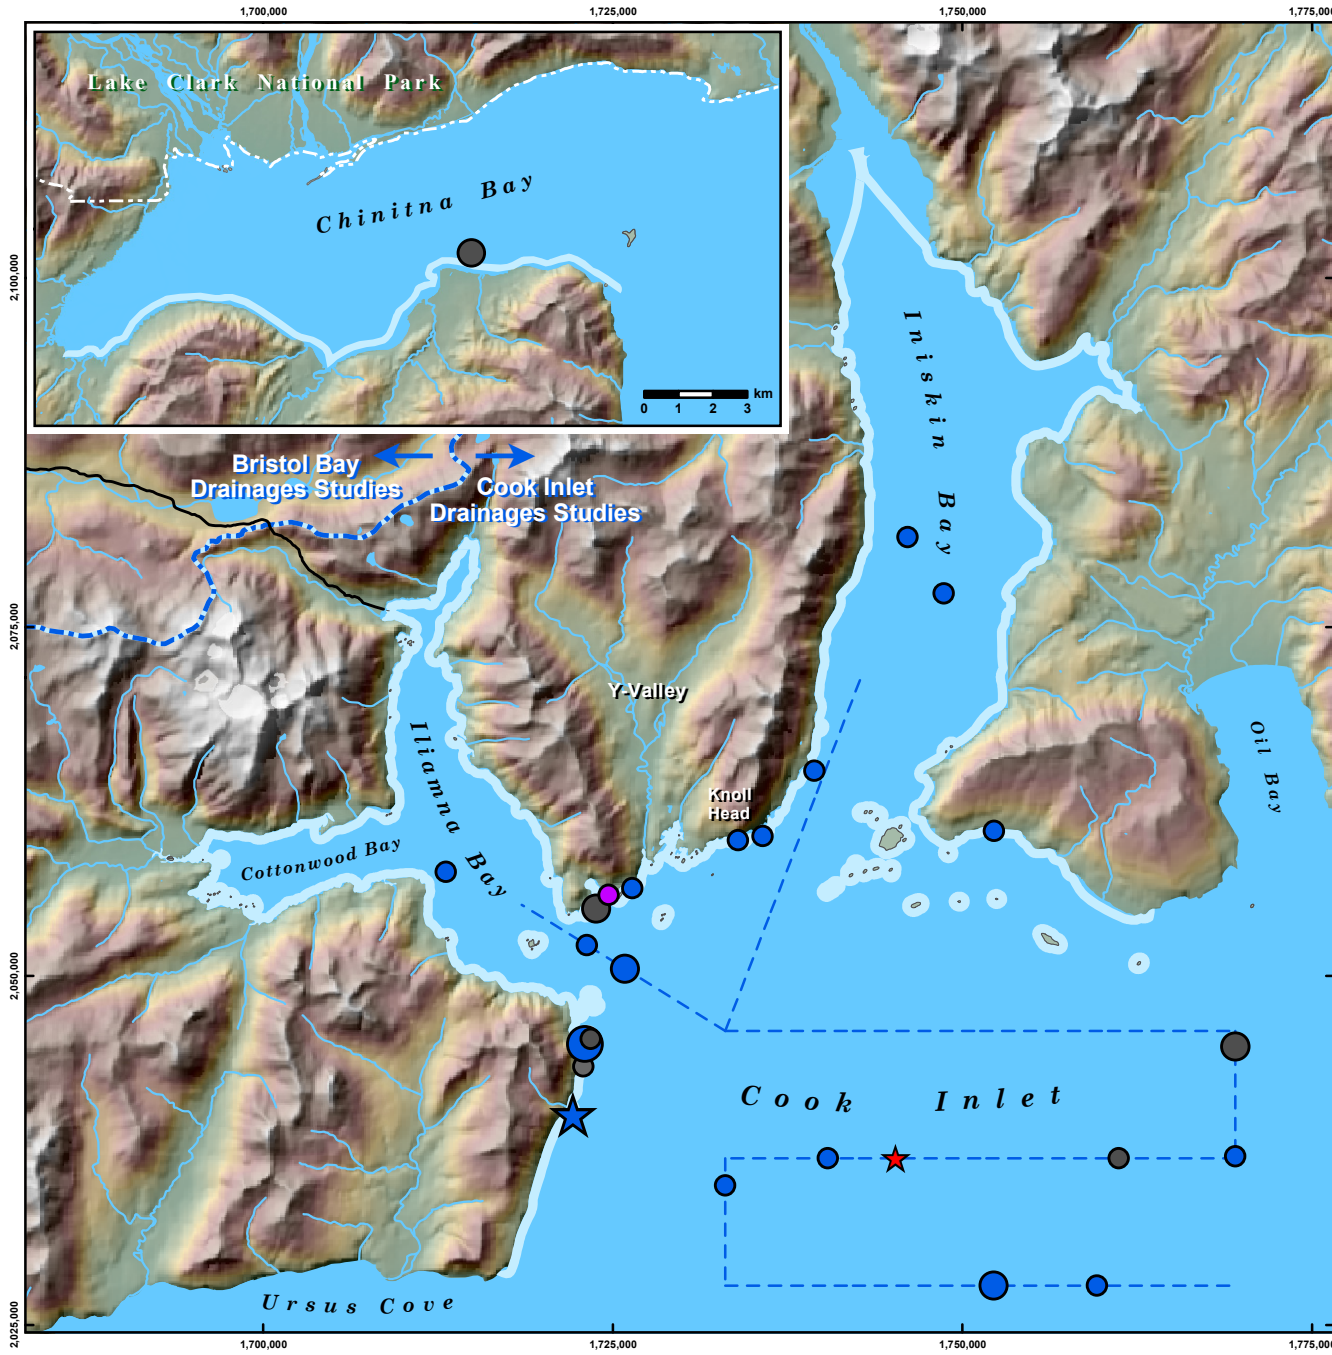 1,700,000
1,725,000
1,750,000
1,775,000
Lake Clark National Park
Chinitna Bay
2,100,000
km
0 1 2 3
Iniskin Bay
Bristol Bay
Drainages Studies
Cook Inlet
Drainages Studies
2,075,000
Y-Valley
Iliamna Bay
Oil Bay
Knoll
Head
Cottonwood Bay
2,050,000
Cook Inlet
Ursus Cove
2,025,000
1,700,000
1,725,000
1,750,000
1,775,000